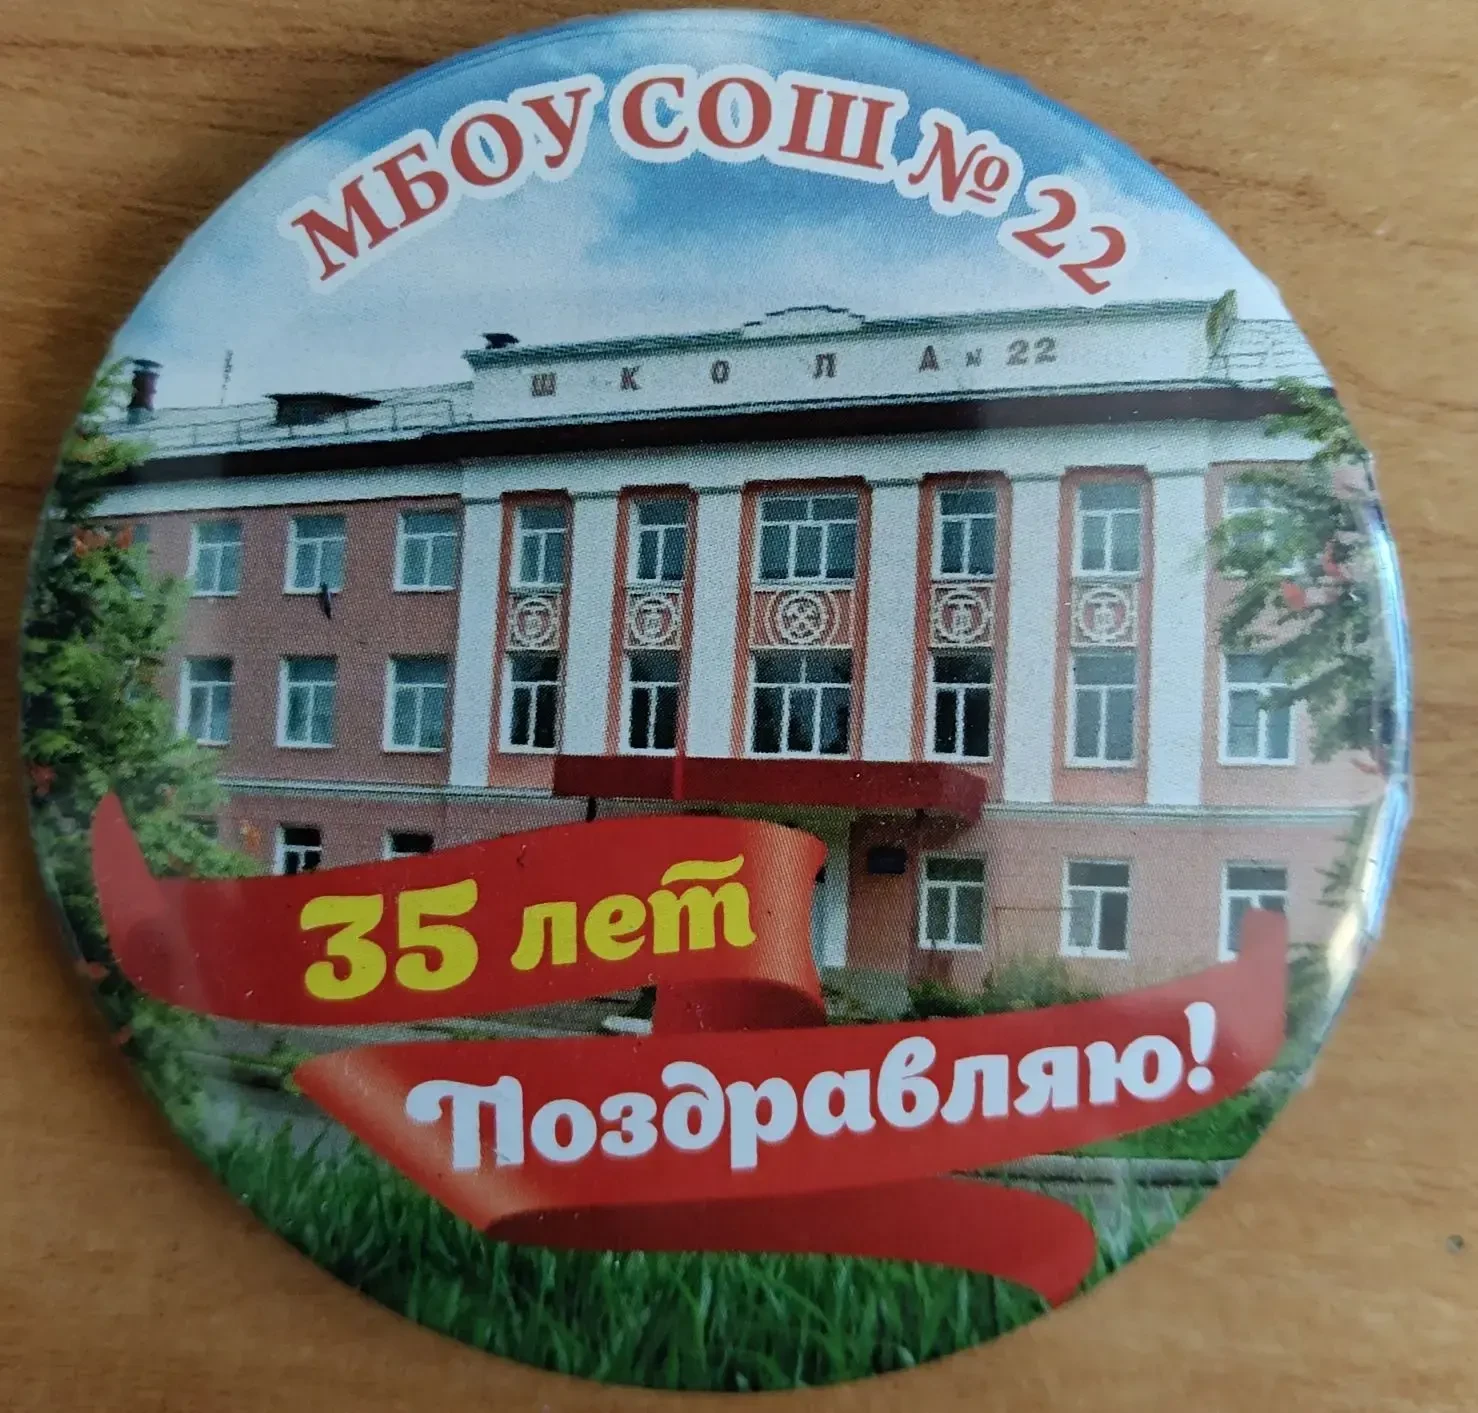 МБОУ СОШ № 22
ШКОЛА № 22
35 лет
Поздравляю!